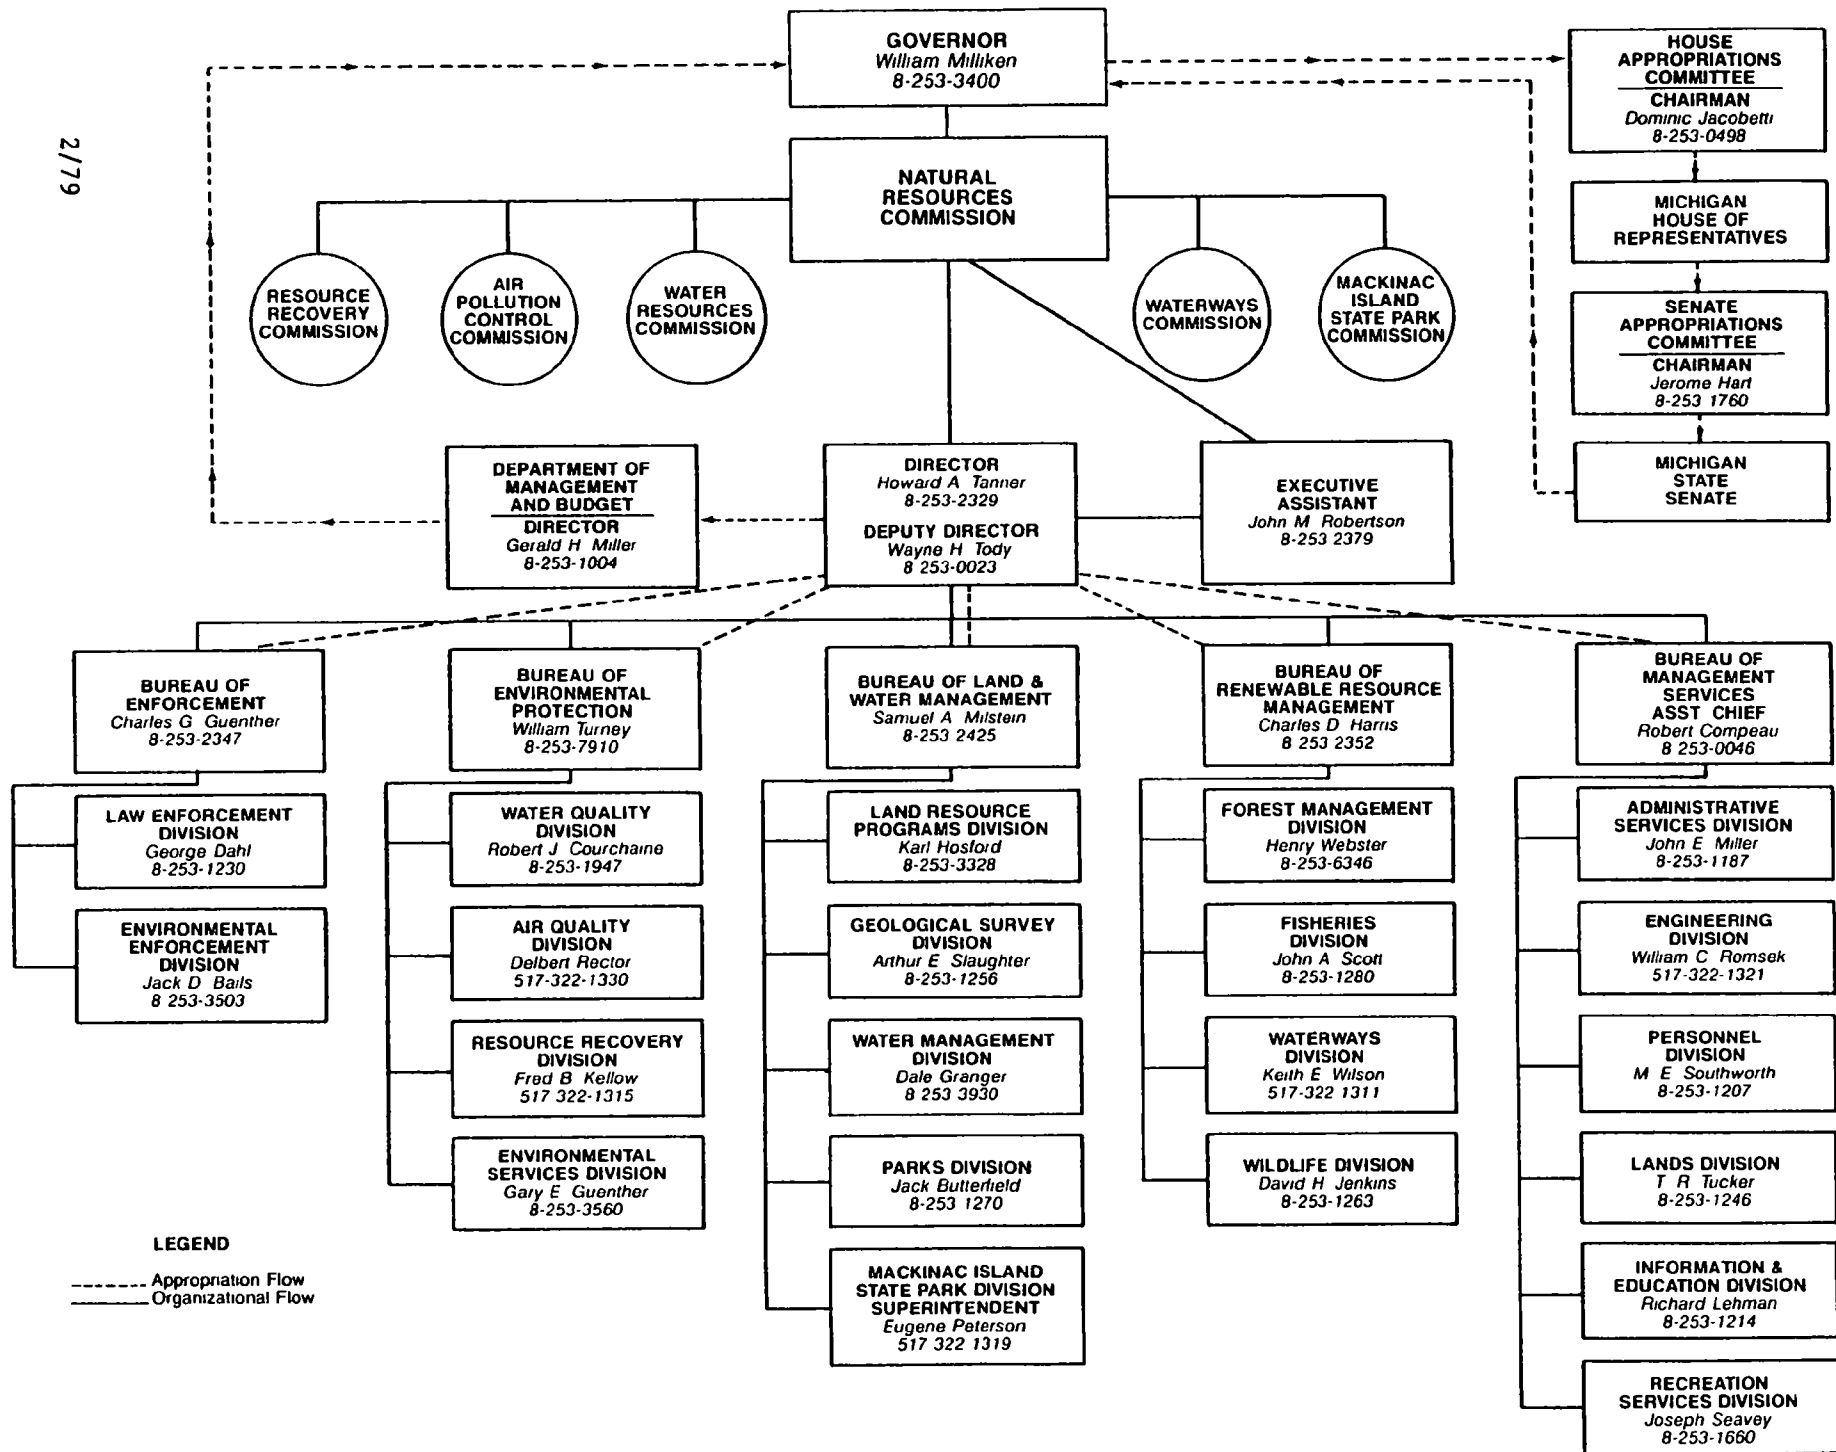 2/79
GOVERNOR
William Milliken
8-253-3400
HOUSE
APPROPRIATIONS
COMMITTEE
CHAIRMAN
Dominic Jacobetti
8-253-0498
NATURAL
RESOURCES
COMMISSION
MICHIGAN
HOUSE OF
REPRESENTATIVES
RESOURCE
RECOVERY
COMMISSION
AIR
POLLUTION
CONTROL
COMMISSION
WATER
RESOURCES
COMMISSION
WATERWAYS
COMMISSION
MACKINAC
ISLAND
STATE PARK
COMMISSION
SENATE
APPROPRIATIONS
COMMITTEE
CHAIRMAN
Jerome Hart
8-253 1760
DEPARTMENT OF
MANAGEMENT
AND BUDGET
DIRECTOR
Gerald H Miller
8-253-1004
DIRECTOR
Howard A Tanner
8-253-2329
DEPUTY DIRECTOR
Wayne H Tody
8 253-0023
EXECUTIVE
ASSISTANT
John M Robertson
8-253 2379
MICHIGAN
STATE
SENATE
BUREAU OF
ENFORCEMENT
Charles G Guenther
8-253-2347
BUREAU OF
ENVIRONMENTAL
PROTECTION
William Turney
8-253-7910
BUREAU OF LAND &
WATER MANAGEMENT
Samuel A Milstein
8-253 2425
BUREAU OF
RENEWABLE RESOURCE
MANAGEMENT
Charles D Harris
8 253 2352
BUREAU OF
MANAGEMENT
SERVICES
ASST CHIEF
Robert Compeau
8 253-0046
LAW ENFORCEMENT
DIVISION
George Dahl
8-253-1230
ENVIRONMENTAL
ENFORCEMENT
DIVISION
Jack D Bails
8 253-3503
WATER QUALITY
DIVISION
Robert J Courchaine
8-253-1947
AIR QUALITY
DIVISION
Delbert Rector
517-322-1330
RESOURCE RECOVERY
DIVISION
Fred B Kellow
517 322-1315
ENVIRONMENTAL
SERVICES DIVISION
Gary E Guenther
8-253-3560
LAND RESOURCE
PROGRAMS DIVISION
Karl Hosford
8-253-3328
GEOLOGICAL SURVEY
DIVISION
Arthur E Slaughter
8-253-1256
WATER MANAGEMENT
DIVISION
Dale Granger
8 253 3930
PARKS DIVISION
Jack Butterfield
8-253 1270
MACKINAC ISLAND
STATE PARK DIVISION
SUPERINTENDENT
Eugene Peterson
517 322 1319
FOREST MANAGEMENT
DIVISION
Henry Webster
8-253-6346
FISHERIES
DIVISION
John A Scott
8-253-1280
WATERWAYS
DIVISION
Keith E Wilson
517-322 1311
WILDLIFE DIVISION
David H Jenkins
8-253-1263
ADMINISTRATIVE
SERVICES DIVISION
John E Miller
8-253-1187
ENGINEERING
DIVISION
William C Romsek
517-322-1321
PERSONNEL
DIVISION
M E Southworth
8-253-1207
LANDS DIVISION
T R Tucker
8-253-1246
INFORMATION &
EDUCATION DIVISION
Richard Lehman
8-253-1214
RECREATION
SERVICES DIVISION
Joseph Seavey
8-253-1660
LEGEND
Appropriation Flow
Organizational Flow